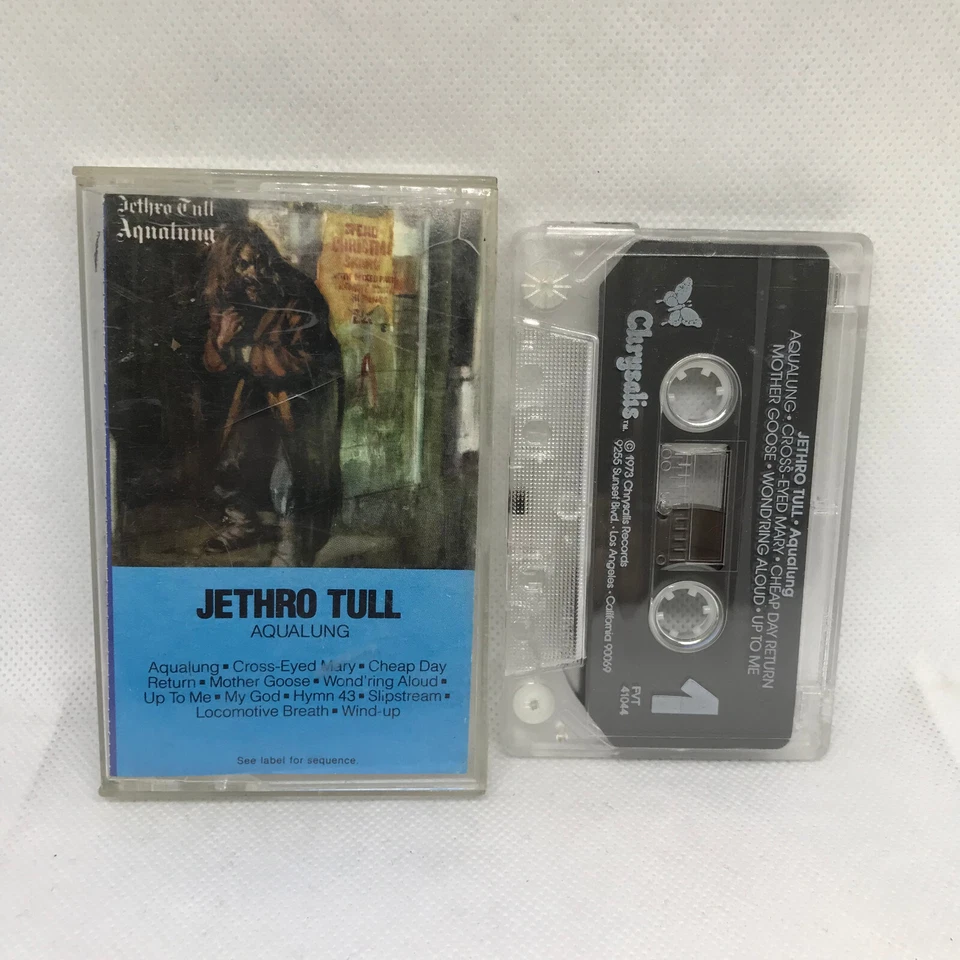 Jethro Tull
Aqualung
SPEND
CHRISTMAS
JETHRO TULL
AQUALUNG
Aqualung ▪ Cross-Eyed Mary ▪ Cheap Day
Return ▪ Mother Goose ▪ Wond'ring Aloud ▪
Up To Me ▪ My God ▪ Hymn 43 ▪ Slipstream ▪
Locomotive Breath ▪ Wind-up
See label for sequence.
JETHRO TULL • Aqualung
AQUALUNG • CROSS-EYED MARY • CHEAP DAY RETURN
MOTHER GOOSE • WOND'RING ALOUD • UP TO ME
Chrysalis TM
© 1973 Chrysalis Records
9255 Sunset Blvd. • Los Angeles • California 90069
1
FVT
41044